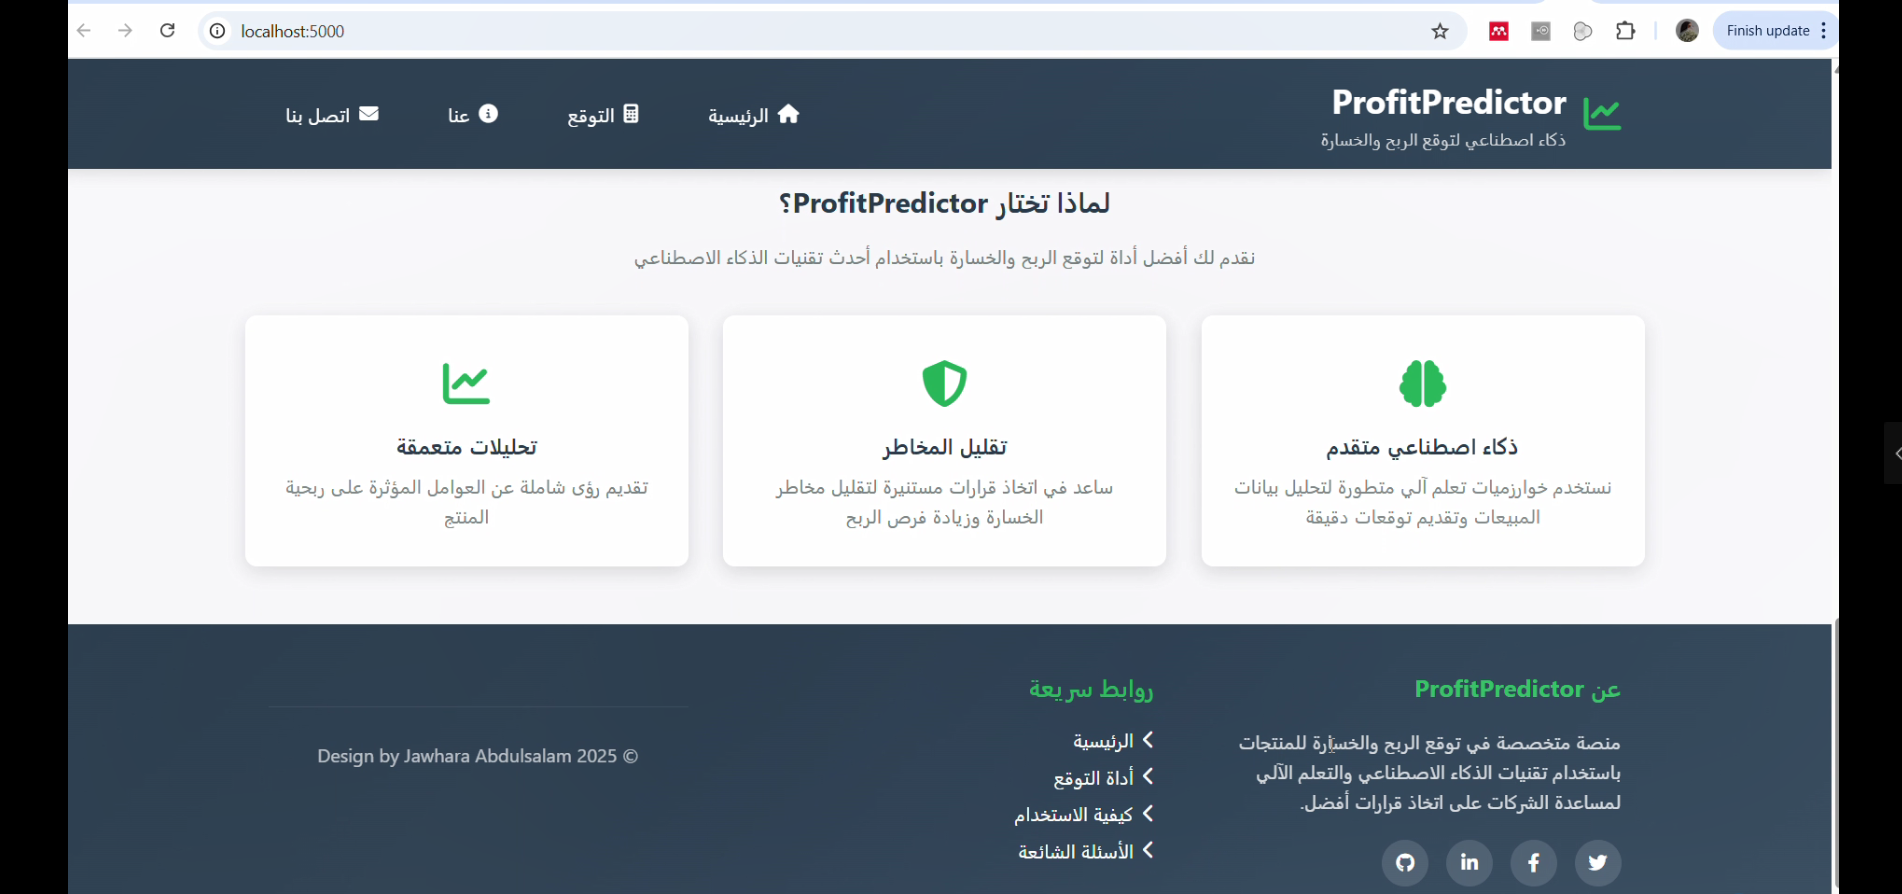 localhost:5000
Finish update
ProfitPredictor
ذكاء اصطناعي لتوقع الربح والخسارة
الرئيسية
التوقع
عنا
اتصل بنا
لماذا تختار ProfitPredictor؟
نقدم لك أفضل أداة لتوقع الربح والخسارة باستخدام أحدث تقنيات الذكاء الاصطناعي
ذكاء اصطناعي متقدم
نستخدم خوارزميات تعلم آلي متطورة لتحليل بيانات
المبيعات وتقديم توقعات دقيقة
تقليل المخاطر
ساعد في اتخاذ قرارات مستنيرة لتقليل مخاطر
الخسارة وزيادة فرص الربح
تحليلات متعمقة
تقديم رؤى شاملة عن العوامل المؤثرة على ربحية
المنتج
عن ProfitPredictor
منصة متخصصة في توقع الربح والخسارة للمنتجات
باستخدام تقنيات الذكاء الاصطناعي والتعلم الآلي
لمساعدة الشركات على اتخاذ قرارات أفضل.
روابط سريعة
الرئيسية
أداة التوقع
كيفية الاستخدام
الأسئلة الشائعة
Design by Jawhara Abdulsalam 2025 ©